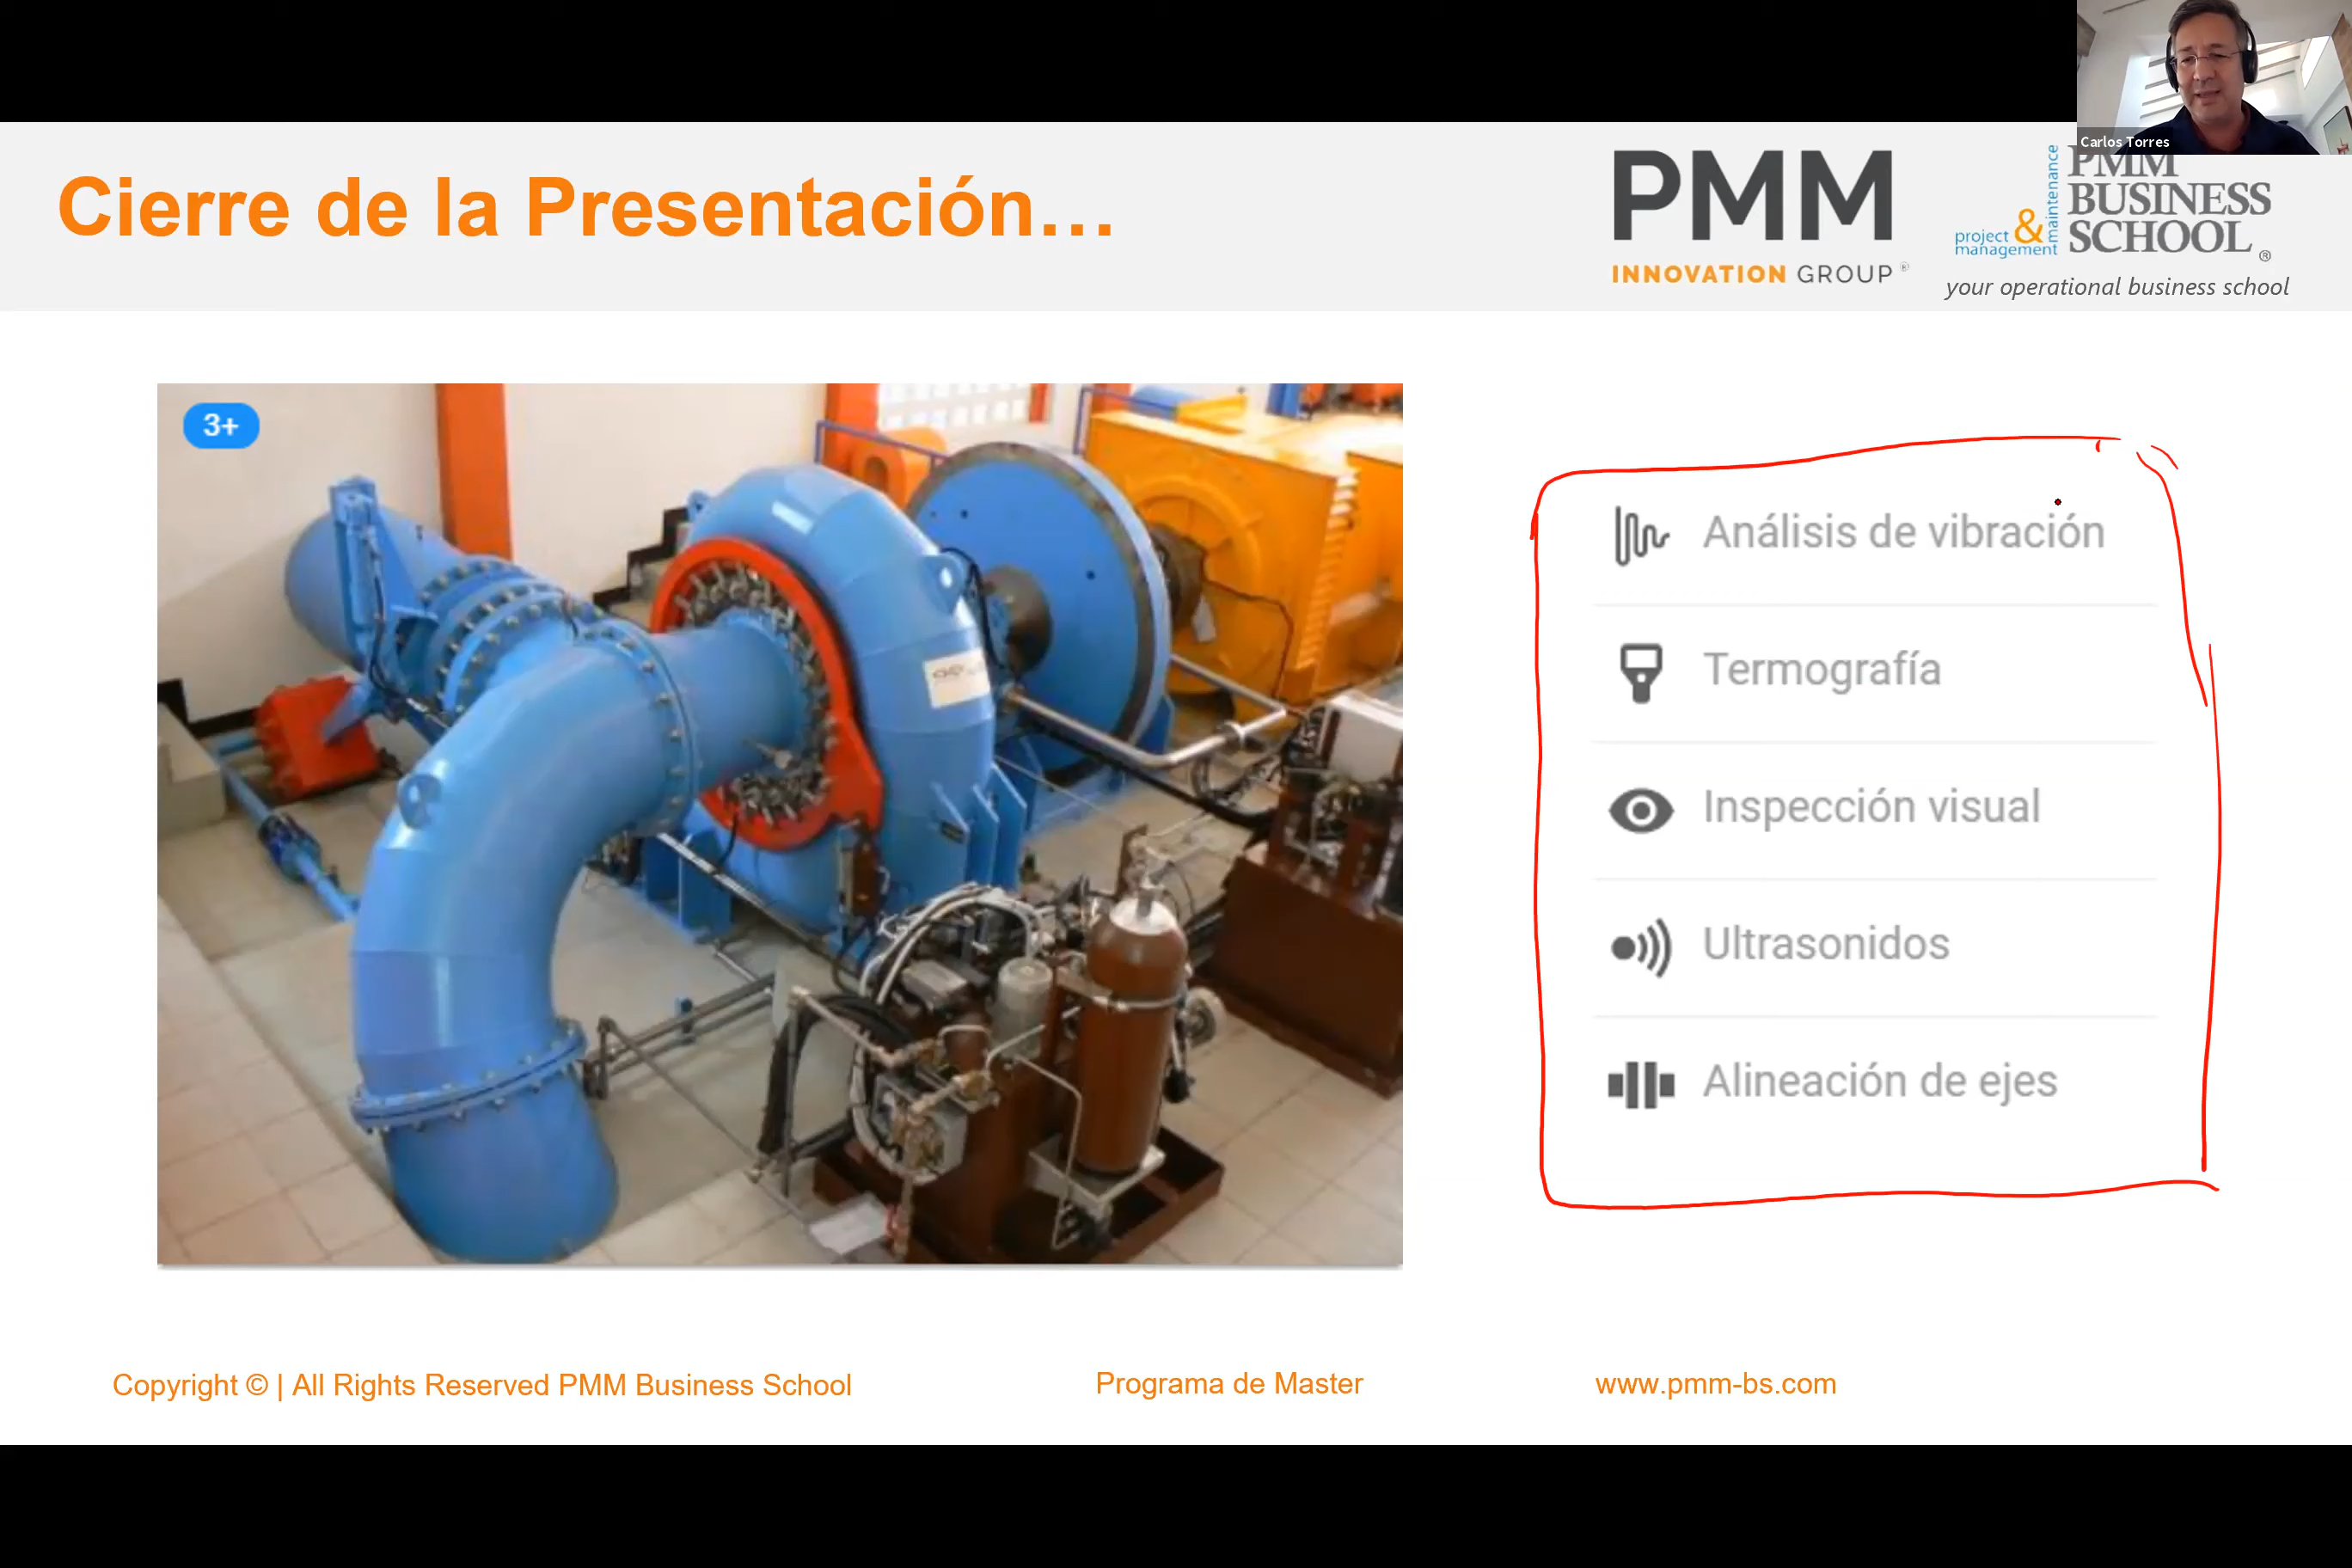 Carlos Torres
Cierre de la Presentación...
PMM
INNOVATION GROUP ®
project & management maintenance
PMM
BUSINESS
SCHOOL ®
your operational business school
3+
Análisis de vibración
Termografía
Inspección visual
Ultrasonidos
Alineación de ejes
Copyright © | All Rights Reserved PMM Business School
Programa de Master
www.pmm-bs.com